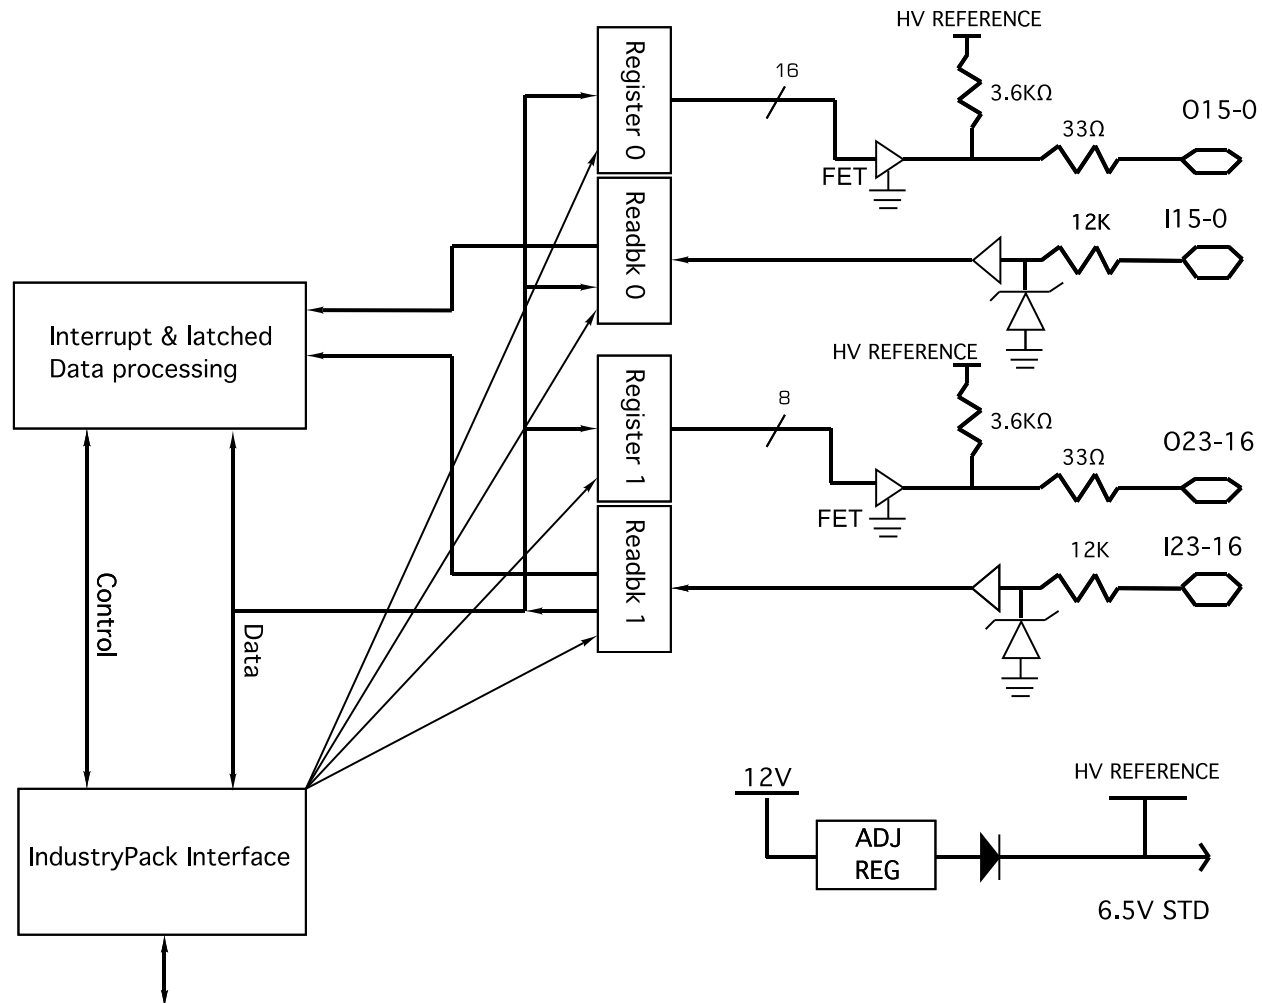 HV REFERENCE
16
3.6KΩ
33Ω
O15-0
Register 0
FET
Readbk 0
12K
I15-0
Interrupt & latched
Data processing
HV REFERENCE
8
3.6KΩ
33Ω
O23-16
Register 1
FET
Readbk 1
12K
I23-16
Control
Data
12V
HV REFERENCE
ADJ
REG
IndustryPack Interface
6.5V STD